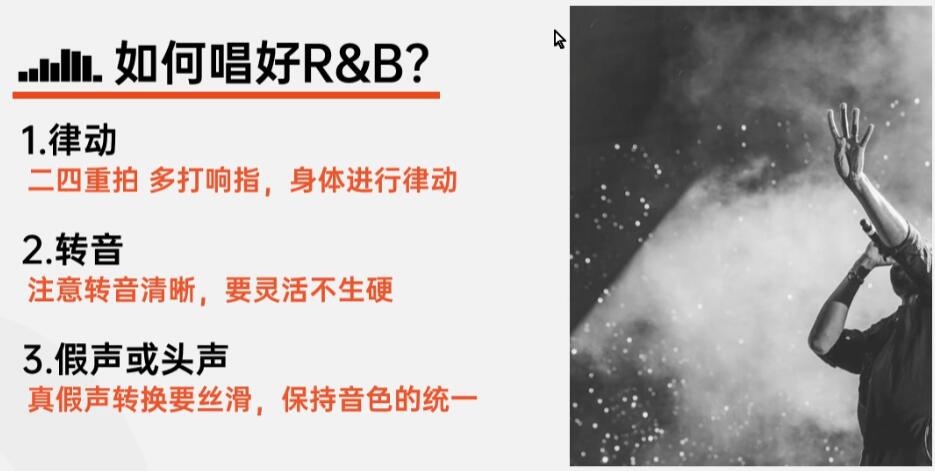 如何唱好R&B？
1.律动
二四重拍 多打响指，身体进行律动
2.转音
注意转音清晰，要灵活不生硬
3.假声或头声
真假声转换要丝滑，保持音色的统一